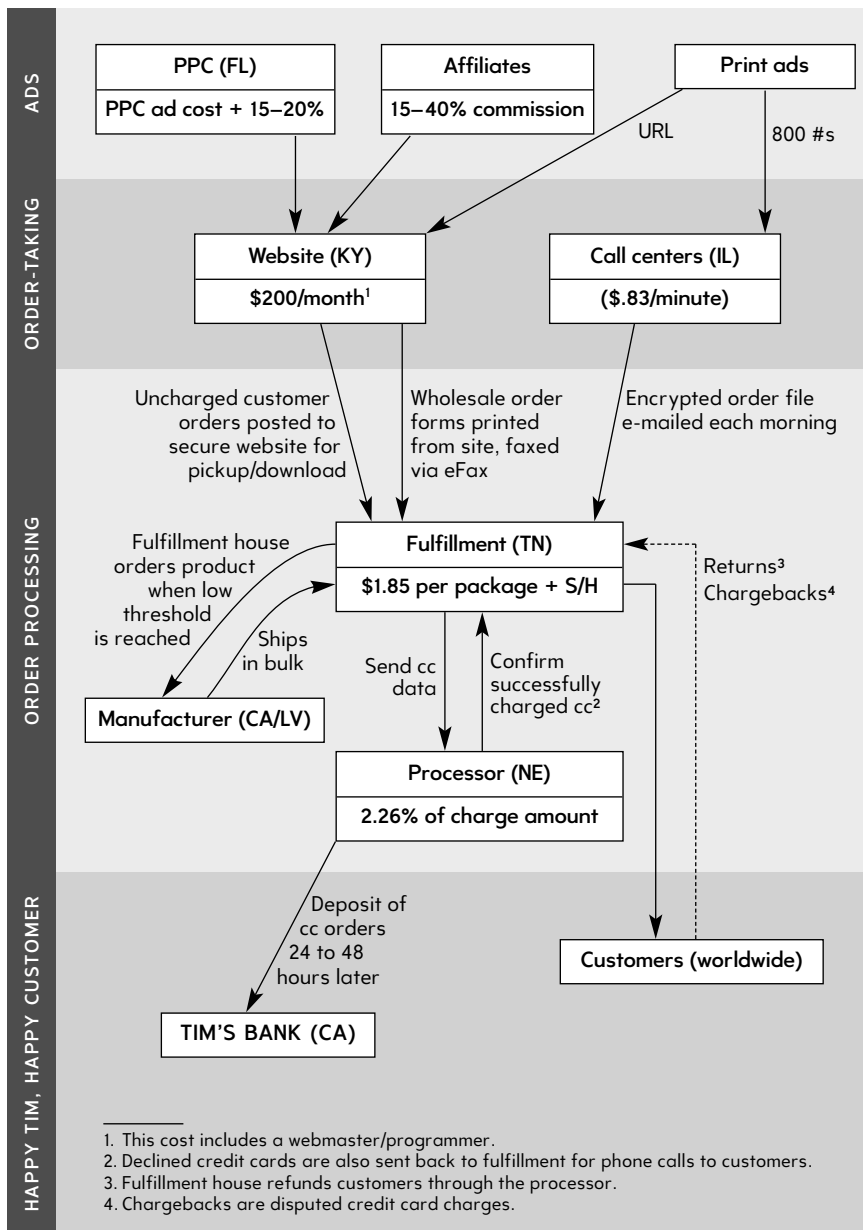 ADS
PPC (FL)
PPC ad cost + 15–20%
Affiliates
15–40% commission
Print ads
URL
800 #s
ORDER-TAKING
Website (KY)
$200/month¹
Call centers (IL)
($.83/minute)
ORDER PROCESSING
Uncharged customer
orders posted to
secure website for
pickup/download
Wholesale order
forms printed
from site, faxed
via eFax
Encrypted order file
e-mailed each morning
Fulfillment house
orders product
when low
threshold
is reached
Fulfillment (TN)
$1.85 per package + S/H
Returns³
Chargebacks⁴
Ships
in bulk
Send cc
data
Confirm
successfully
charged cc²
Manufacturer (CA/LV)
Processor (NE)
2.26% of charge amount
HAPPY TIM, HAPPY CUSTOMER
Deposit of
cc orders
24 to 48
hours later
Customers (worldwide)
TIM'S BANK (CA)
1. This cost includes a webmaster/programmer.
2. Declined credit cards are also sent back to fulfillment for phone calls to customers.
3. Fulfillment house refunds customers through the processor.
4. Chargebacks are disputed credit card charges.